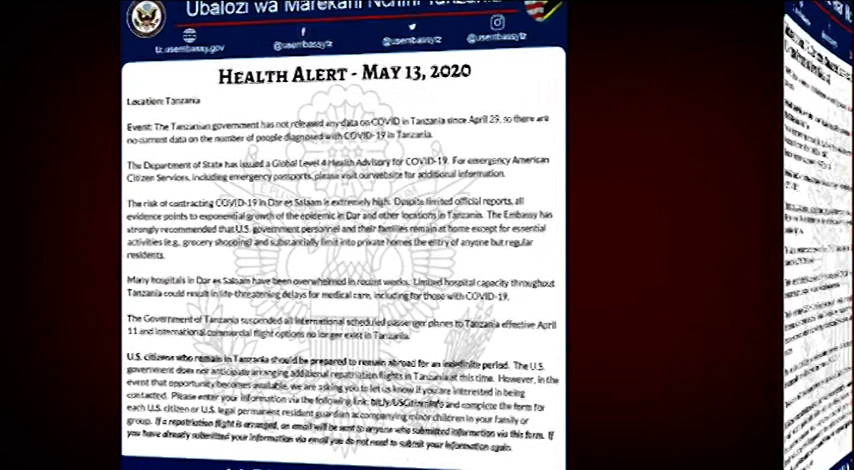 Ubalozi wa Marekani Nchini Tanzania
tz.usembassy.gov @usembassytz @usembassytz @usembassytz
HEALTH ALERT - MAY 13, 2020
Location: Tanzania
Event: The Tanzanian government has not released any data on COVID in Tanzania since April 29, so there are
no current data on the number of people diagnosed with COVID-19 in Tanzania.
The Department of State has issued a Global Level 4 Health Advisory for COVID-19. For emergency American
Citizen Services, including emergency passports, please visit our website for additional information.
The risk of contracting COVID-19 in Dar es Salaam is extremely high. Despite limited official reports, all
evidence points to exponential growth of the epidemic in Dar and other locations in Tanzania. The Embassy has
strongly recommended that U.S. government personnel and their families remain at home except for essential
activities (e.g., grocery shopping) and substantially limit into private homes the entry of anyone but regular
residents.
Many hospitals in Dar es Salaam have been overwhelmed in recent weeks. Limited hospital capacity throughout
Tanzania could result in life-threatening delays for medical care, including for those with COVID-19.
The Government of Tanzania suspended all international scheduled passenger planes to Tanzania effective April
11 and international commercial flight options no longer exist in Tanzania.
U.S. citizens who remain in Tanzania should be prepared to remain abroad for an indefinite period. The U.S.
government does not anticipate arranging additional repatriation flights in Tanzania at this time. However, in the
event that opportunity becomes available, we are asking you to let us know if you are interested in being
contacted. Please enter your information via the following link: and complete the form for
each U.S. citizen or U.S. legal permanent resident guardian accompanying minor children in your family or
group. If a repatriation flight is arranged, an email will be sent to anyone who submitted information via this form. If
you have already submitted your information via email you do not need to submit your information again.